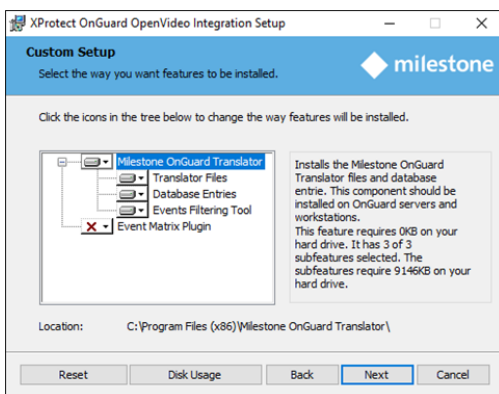 XProtect OnGuard OpenVideo Integration Setup
Custom Setup
Select the way you want features to be installed.
milestone
Click the icons in the tree below to change the way features will be installed.
Milestone OnGuard Translator
Translator Files
Database Entries
Events Filtering Tool
Event Matrix Plugin
Installs the Milestone OnGuard
Translator files and database
entrie. This component should be
installed on OnGuard servers and
workstations.
This feature requires 0KB on your
hard drive. It has 3 of 3
subfeatures selected. The
subfeatures require 9146KB on your
hard drive.
Location: C:\Program Files (x86)\Milestone OnGuard Translator\
Reset Disk Usage Back Next Cancel